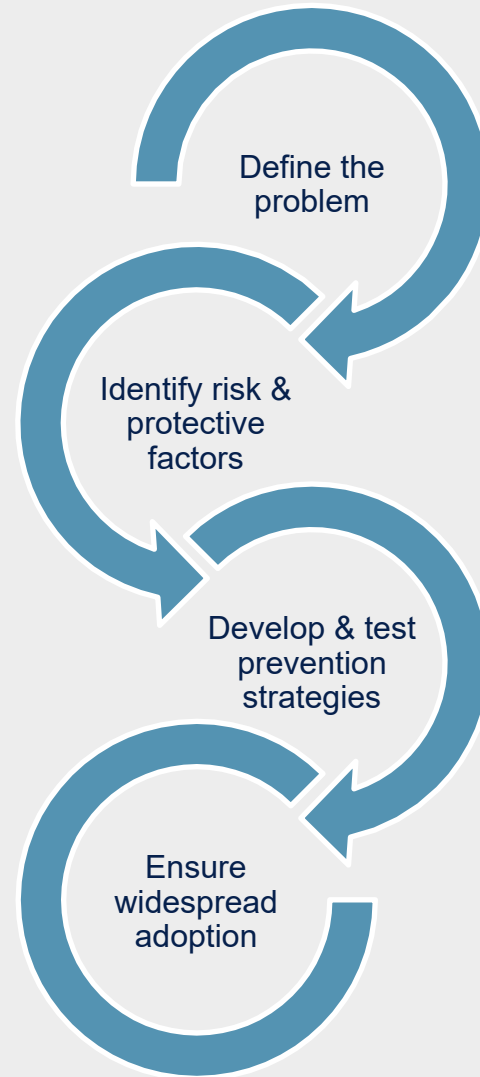 Define the
problem
Identify risk &
protective
factors
Develop & test
prevention
strategies
Ensure
widespread
adoption